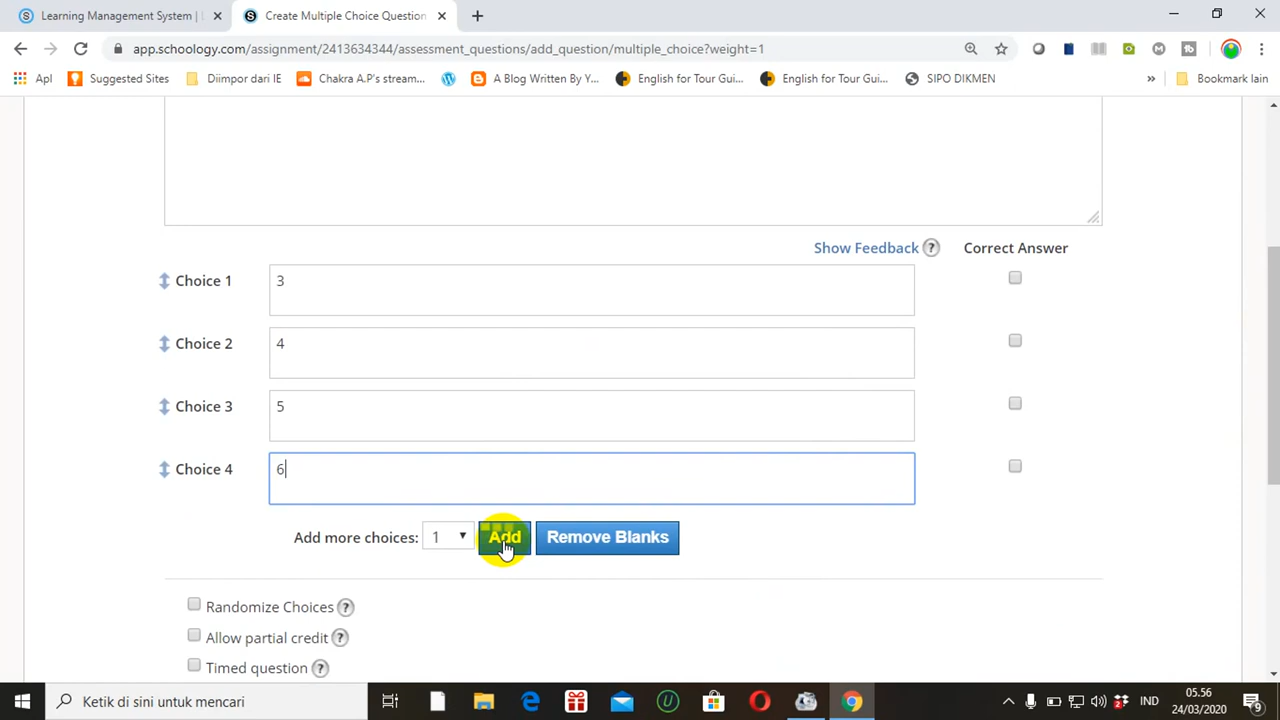 Learning Management System |
Create Multiple Choice Question
app.schoology.com/assignment/2413634344/assessment_questions/add_question/multiple_choice?weight=1
Apl
Suggested Sites
Diimpor dari IE
Chakra A.P's stream...
A Blog Written By Y...
English for Tour Gui...
English for Tour Gui...
SIPO DIKMEN
»
Bookmark lain
Show Feedback ?
Correct Answer
Choice 1
3
Choice 2
4
Choice 3
5
Choice 4
6
Add more choices:
1
Add
Remove Blanks
Randomize Choices ?
Allow partial credit ?
Timed question ?
Ketik di sini untuk mencari
IND
05.56
24/03/2020
9